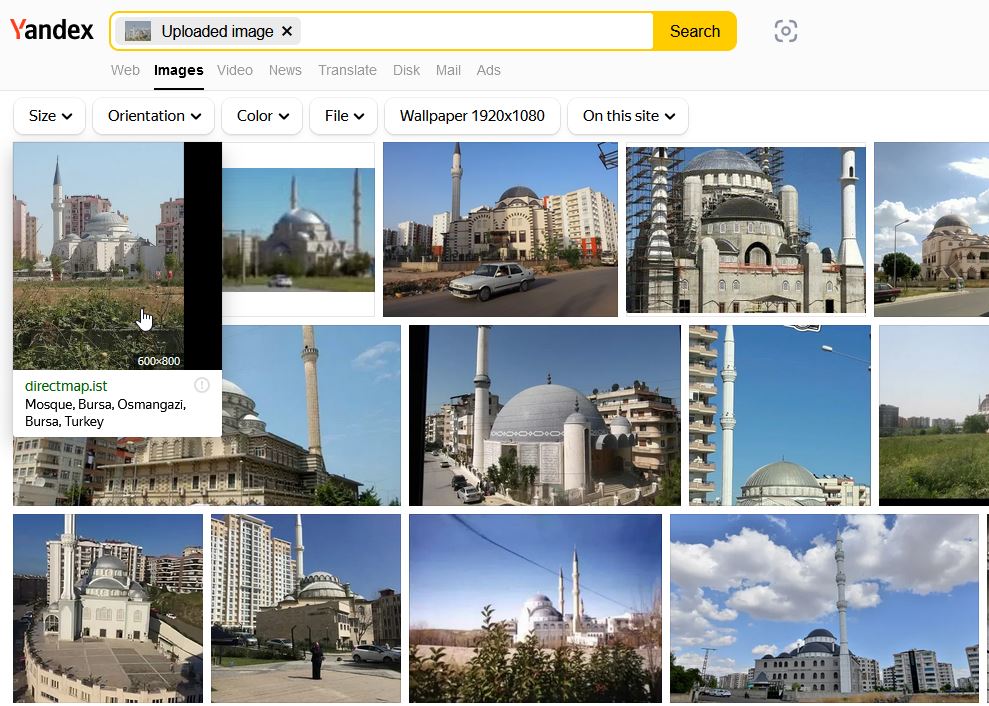 Yandex
Uploaded image ×
Search
Web Images Video News Translate Disk Mail Ads
Size Orientation Color File Wallpaper 1920x1080 On this site
600×800
directmap.ist
Mosque, Bursa, Osmangazi,
Bursa, Turkey